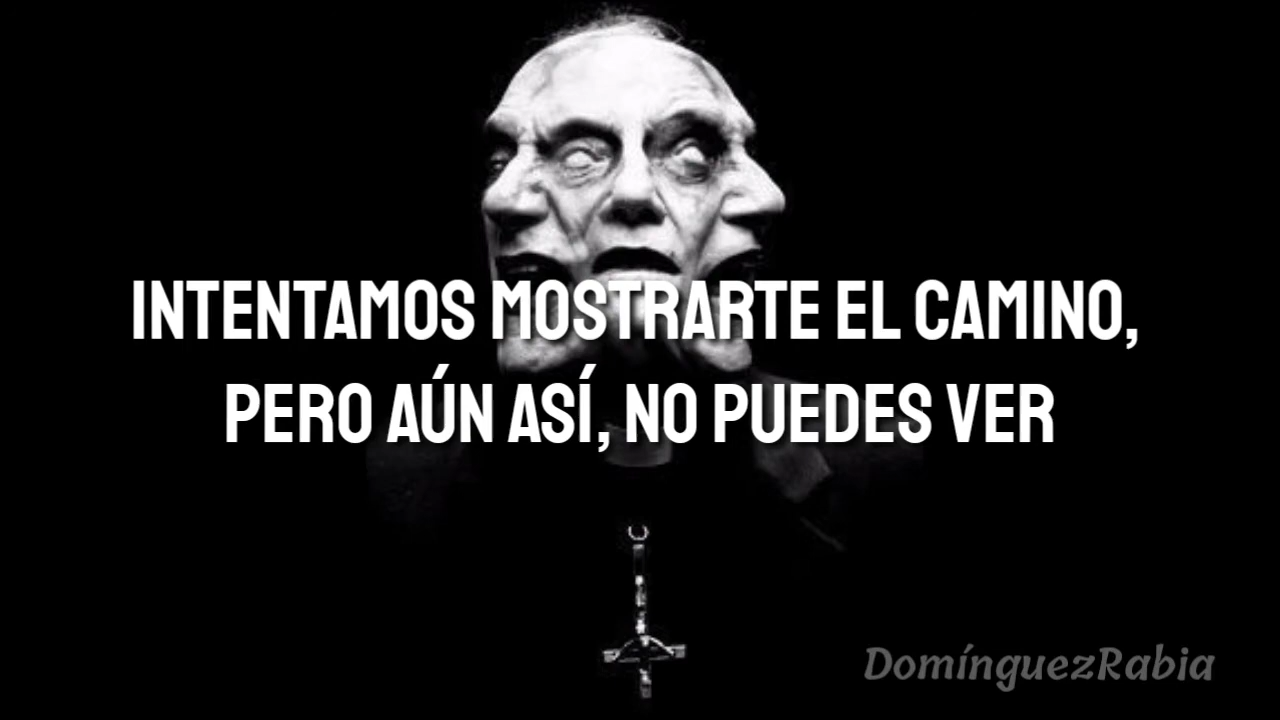 INTENTAMOS MOSTRARTE EL CAMINO,
PERO AÚN ASÍ, NO PUEDES VER
DomínguezRabia